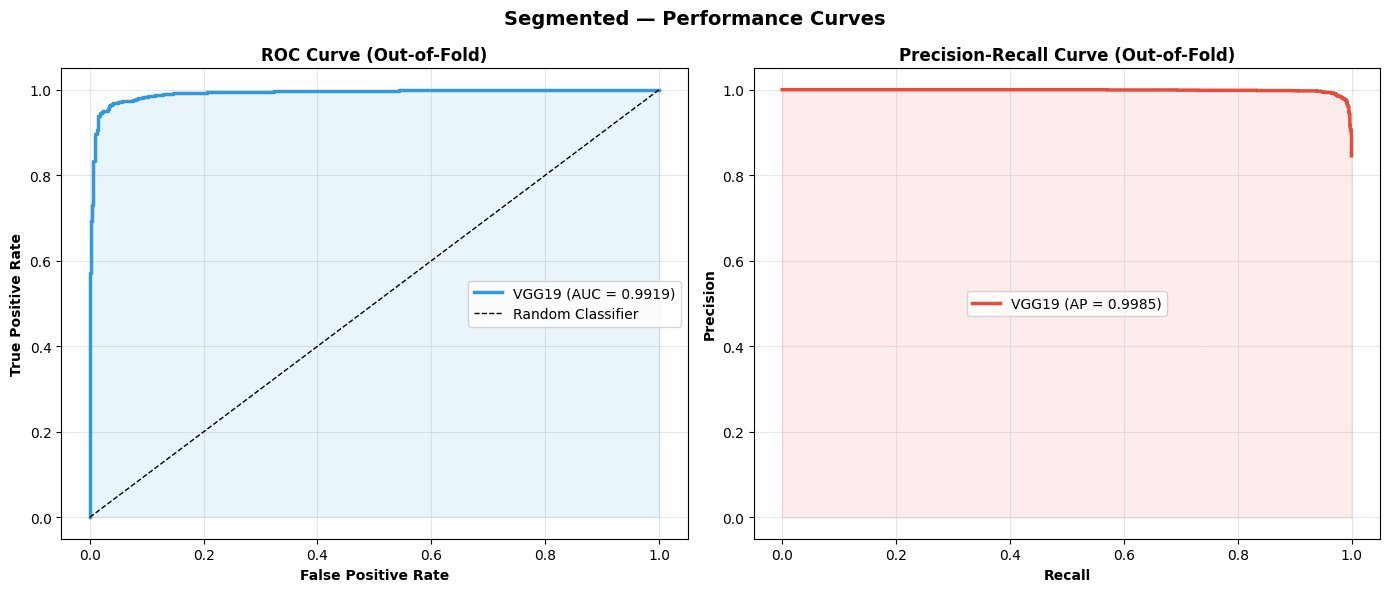 Segmented — Performance Curves
ROC Curve (Out-of-Fold)
True Positive Rate
1.0
0.8
0.6
0.4
0.2
0.0
VGG19 (AUC = 0.9919)
Random Classifier
0.0 0.2 0.4 0.6 0.8 1.0
False Positive Rate
Precision-Recall Curve (Out-of-Fold)
Precision
1.0
0.8
0.6
0.4
0.2
0.0
VGG19 (AP = 0.9985)
0.0 0.2 0.4 0.6 0.8 1.0
Recall